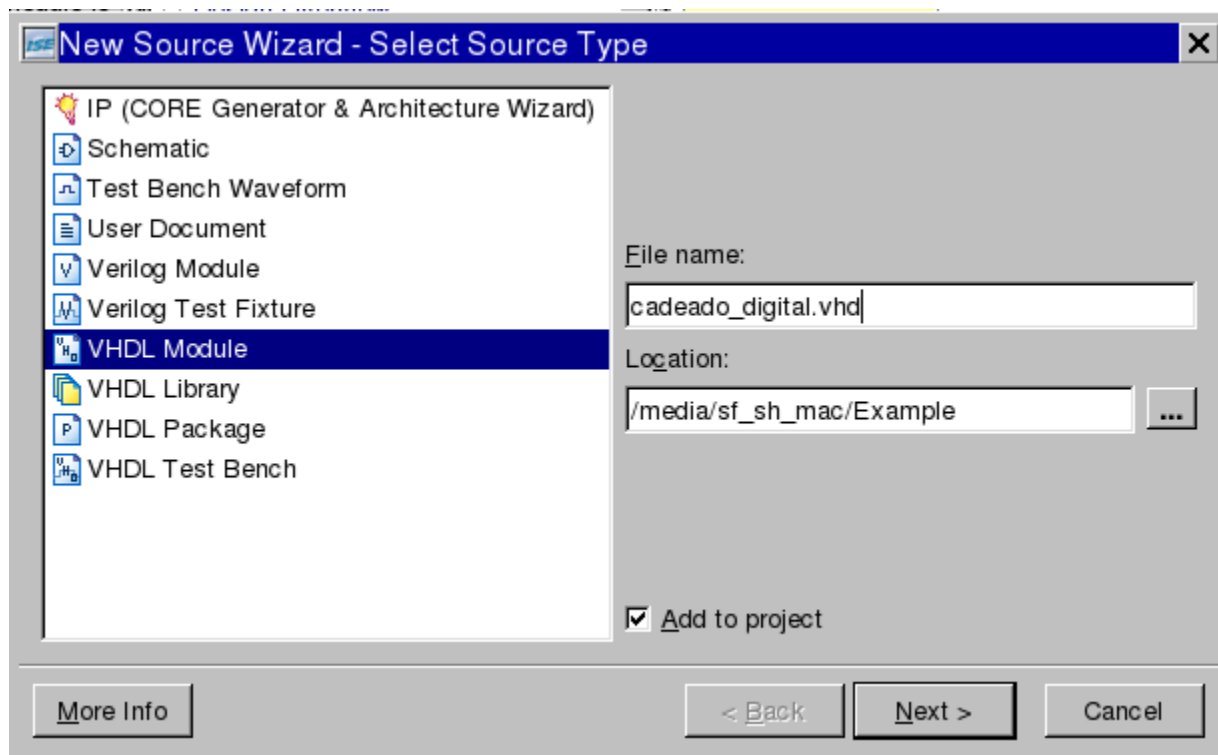 ISE New Source Wizard - Select Source Type
IP (CORE Generator & Architecture Wizard)
Schematic
Test Bench Waveform
User Document
Verilog Module
Verilog Test Fixture
VHDL Module
VHDL Library
VHDL Package
VHDL Test Bench
File name:
cadeado_digital.vhd
Location:
/media/sf_sh_mac/Example
...
Add to project
More Info
< Back
Next >
Cancel